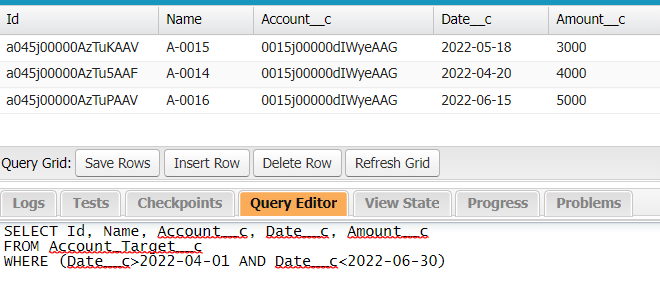 Id Name Account__c Date__c Amount__c
a045j00000AzTuKAAV A-0015 0015j00000dIWyeAAG 2022-05-18 3000
a045j00000AzTu5AAF A-0014 0015j00000dIWyeAAG 2022-04-20 4000
a045j00000AzTuPAAV A-0016 0015j00000dIWyeAAG 2022-06-15 5000
Query Grid: Save Rows Insert Row Delete Row Refresh Grid
Logs Tests Checkpoints Query Editor View State Progress Problems
SELECT Id, Name, Account__c, Date__c, Amount__c
FROM Account_Target__c
WHERE (Date__c>2022-04-01 AND Date__c<2022-06-30)